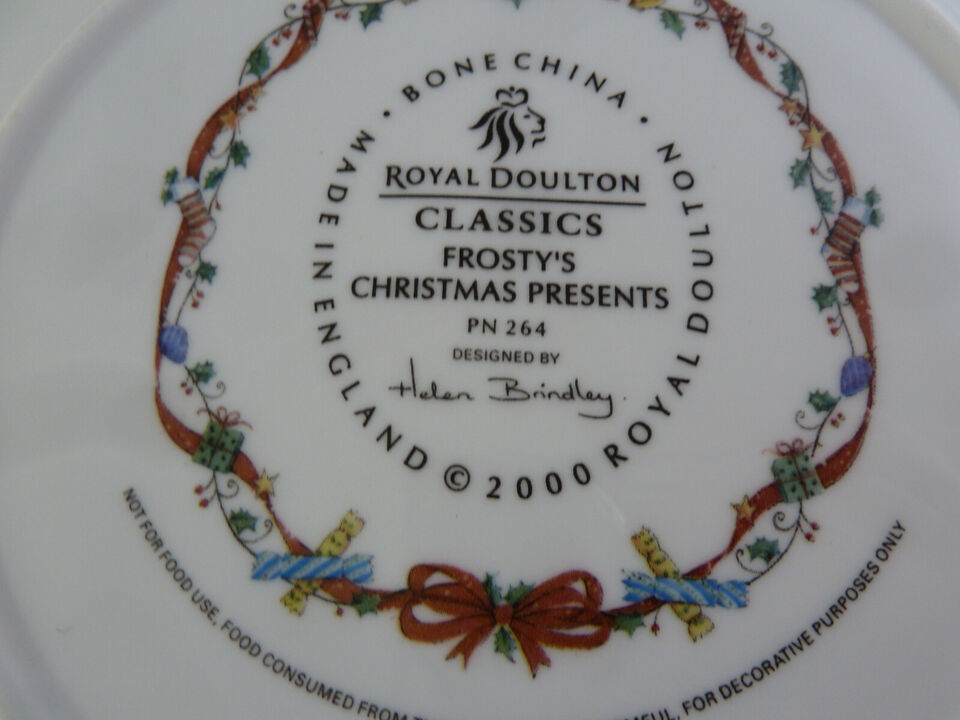 MADE IN ENGLAND • BONE CHINA • ROYAL DOULTON © 2000
ROYAL DOULTON
CLASSICS
FROSTY'S
CHRISTMAS PRESENTS
PN 264
DESIGNED BY
Helen Brindley.
NOT FOR FOOD USE, FOOD CONSUMED FROM FOR DECORATIVE PURPOSES ONLY